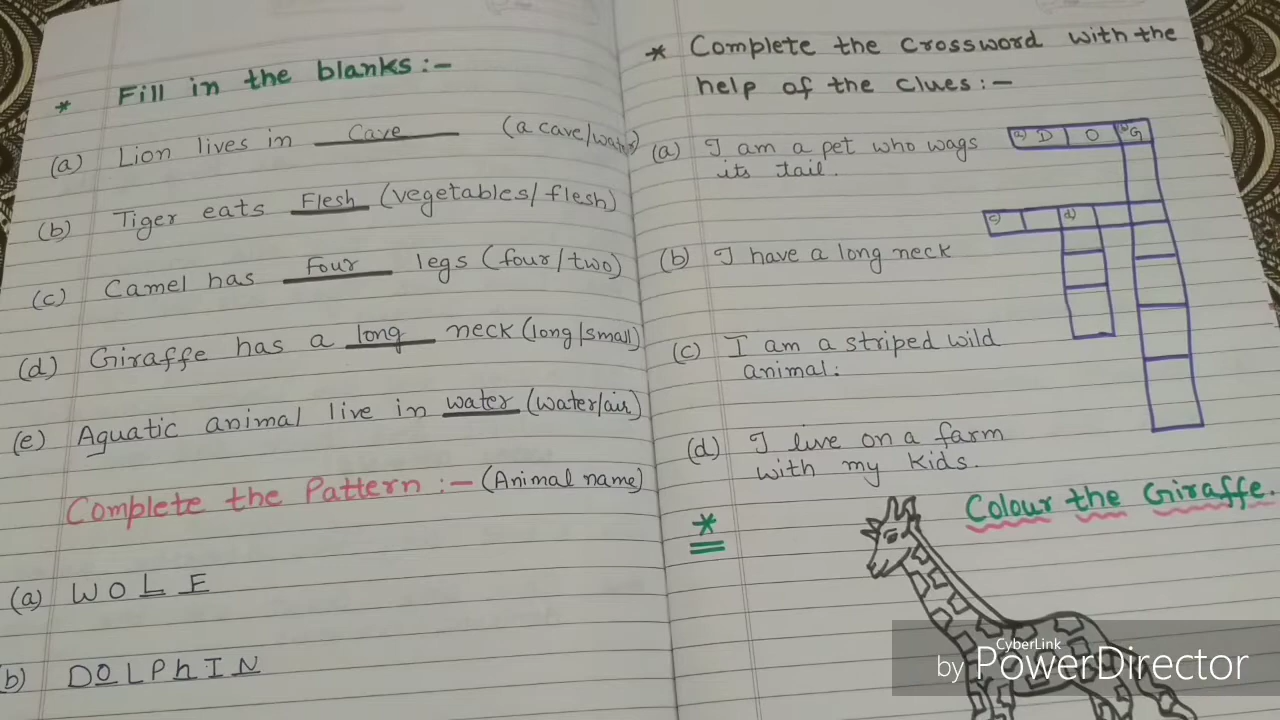 * Fill in the blanks :-
(a) Lion lives in Cave (a cave/water)
(b) Tiger eats Flesh (vegetables/flesh)
(c) Camel has Four legs (four/two)
(d) Giraffe has a long neck (long/small)
(e) Aquatic animal live in water (water/air)
Complete the Pattern :- (Animal name)
(a) W O L F
(b) D O L P h I N
* Complete the crossword with the
help of the clues :-
(a) I am a pet who wags
its tail.
(a) D O (b) G
(c) (d)
(b) I have a long neck
(c) I am a striped wild
animal.
(d) I live on a farm
with my kids.
* Colour the Giraffe.
CyberLink
by PowerDirector